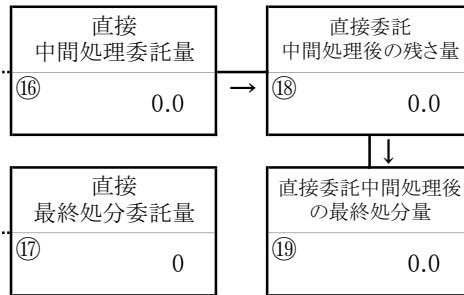 直接
中間処理委託量
⑯
0.0
→
直接委託
中間処理後の残さ量
⑱
0.0
↓
直接
最終処分委託量
⑰
0
直接委託中間処理後
の最終処分量
⑲
0.0